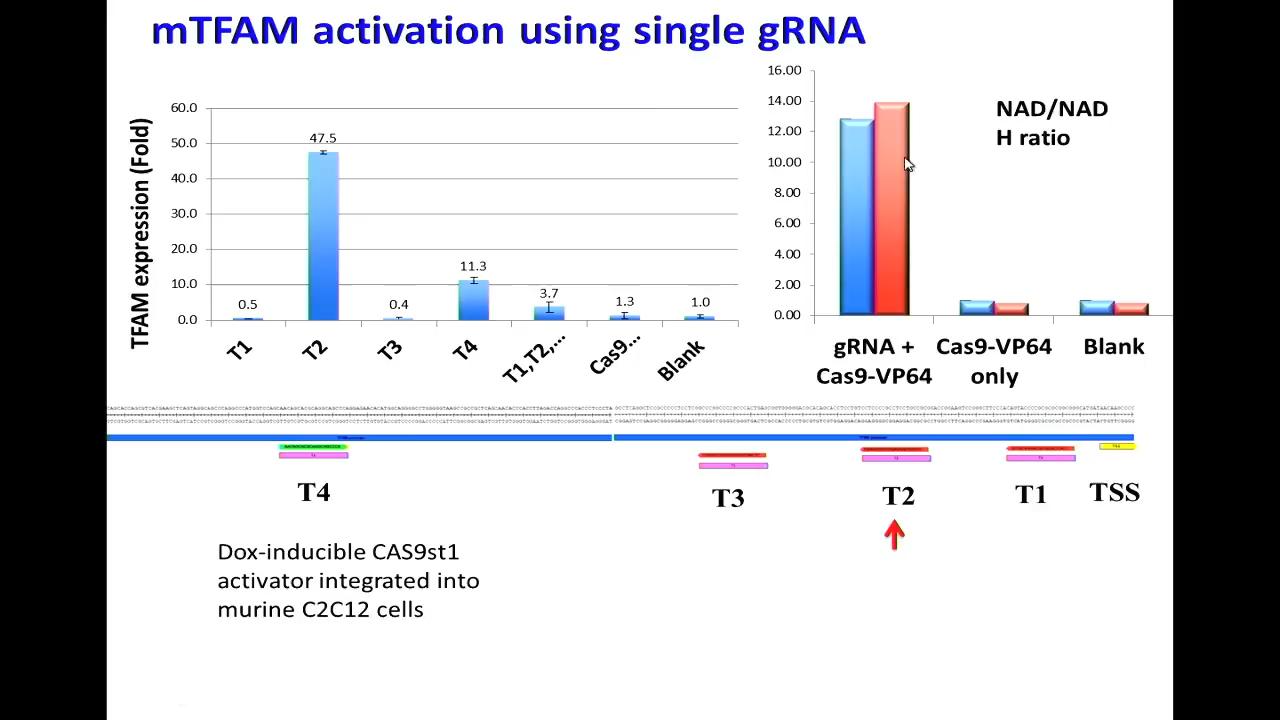 mTFAM activation using single gRNA
TFAM expression (Fold)
60.0
50.0
40.0
30.0
20.0
10.0
0.0
0.5
47.5
0.4
11.3
3.7
1.3
1.0
T1
T2
T3
T4
T1,T2,...
Cas9...
Blank
16.00
14.00
12.00
10.00
8.00
6.00
4.00
2.00
0.00
NAD/NAD
H ratio
gRNA +
Cas9-VP64
Cas9-VP64
only
Blank
T4
T3
T2
T1
TSS
Dox-inducible CAS9st1
activator integrated into
murine C2C12 cells